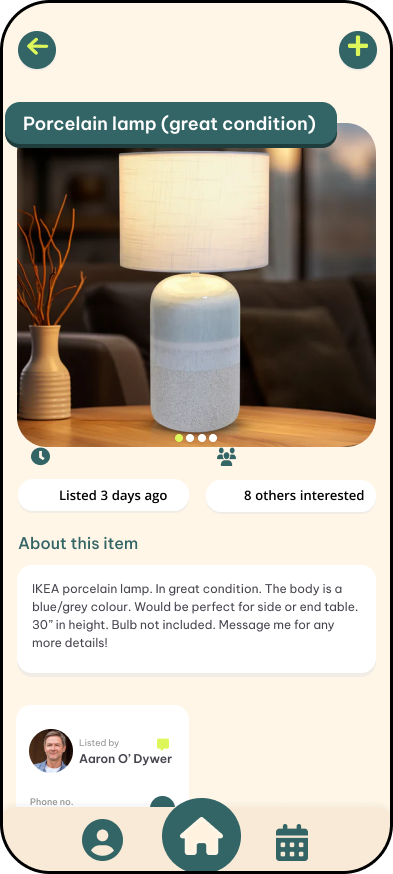 Porcelain lamp (great condition)
Listed 3 days ago
8 others interested
About this item
IKEA porcelain lamp. In great condition. The body is a
blue/grey colour. Would be perfect for side or end table.
30” in height. Bulb not included. Message me for any
more details!
Listed by
Aaron O’ Dywer
Phone no.